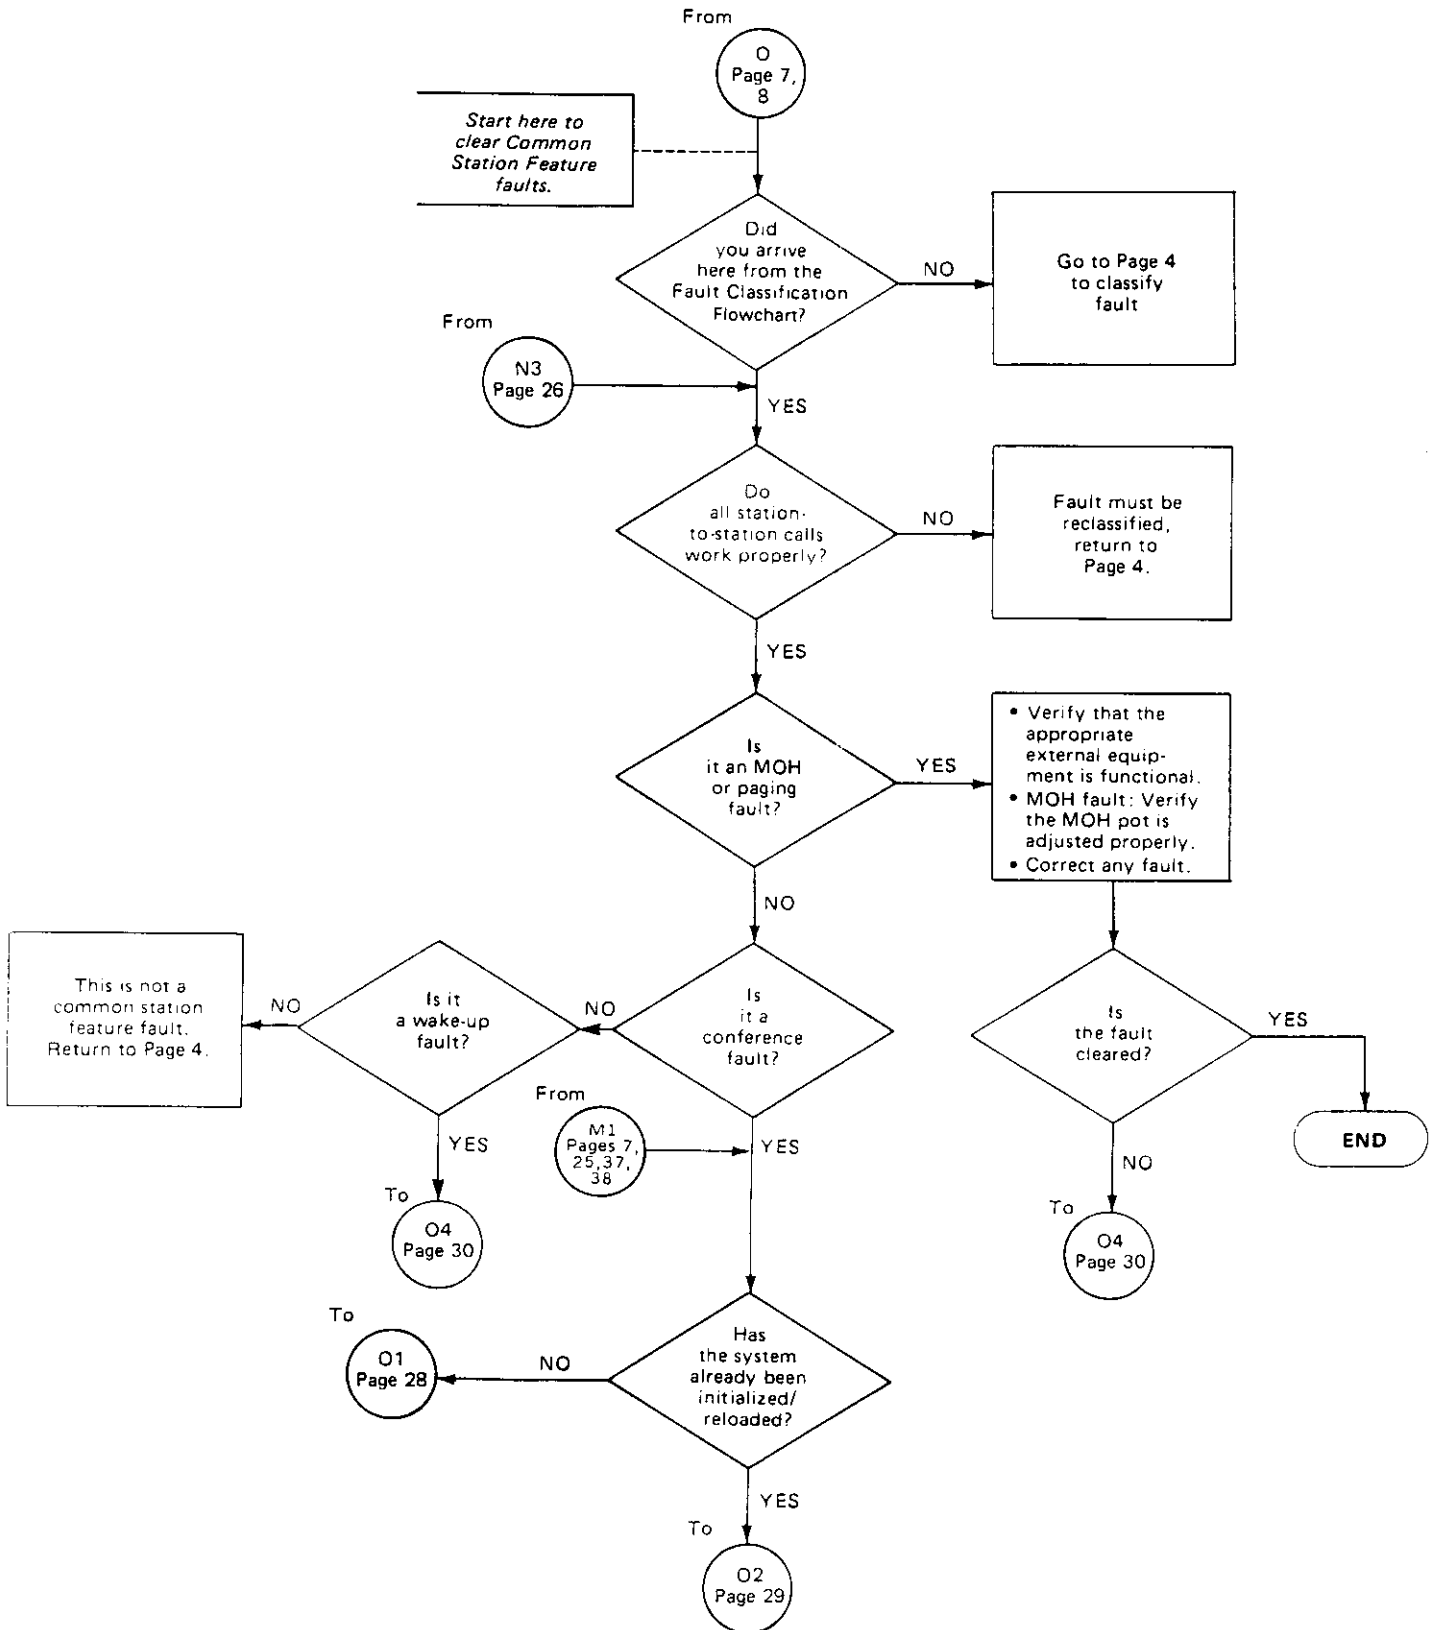 From
O
Page 7,
8
Start here to
clear Common
Station Feature
faults.
Did
you arrive
here from the
Fault Classification
Flowchart?
NO
Go to Page 4
to classify
fault
From
N3
Page 26
YES
Do
all station-
to-station calls
work properly?
NO
Fault must be
reclassified,
return to
Page 4.
YES
Is
it an MOH
or paging
fault?
YES
• Verify that the
appropriate
external equip-
ment is functional.
• MOH fault: Verify
the MOH pot is
adjusted properly.
• Correct any fault.
NO
This is not a
common station
feature fault.
Return to Page 4.
NO
Is it
a wake-up
fault?
NO
Is
it a
conference
fault?
Is
the fault
cleared?
YES
END
YES
To
O4
Page 30
From
M1
Pages 7,
25,37,
38
YES
NO
To
O4
Page 30
To
O1
Page 28
NO
Has
the system
already been
initialized/
reloaded?
YES
To
O2
Page 29